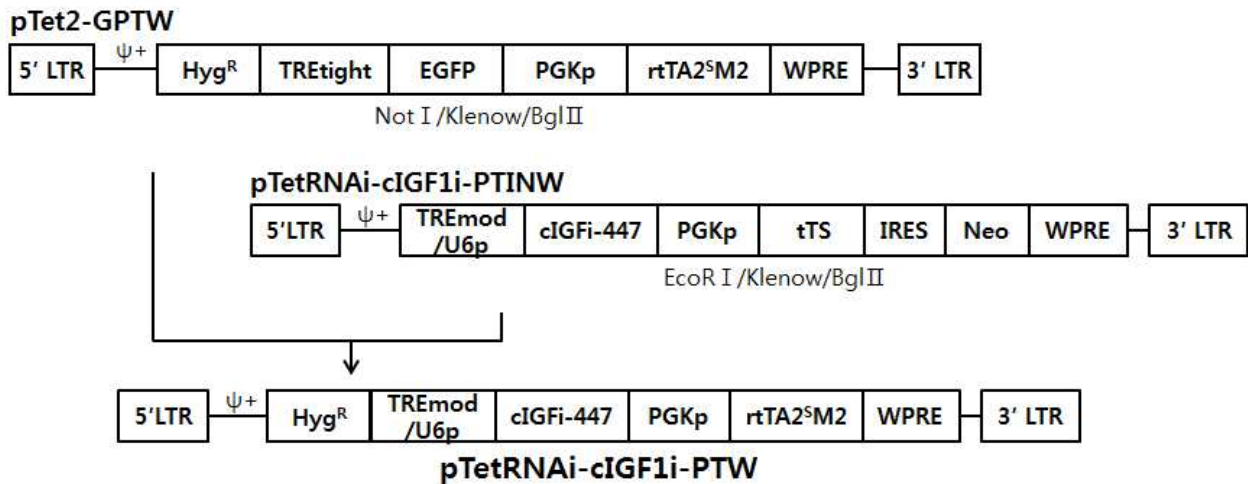 pTet2-GPTW
5' LTR ψ+ Hygᴿ TREtight EGFP PGKp rtTA2ˢM2 WPRE 3' LTR
Not Ⅰ/Klenow/BglⅡ
pTetRNAi-cIGF1i-PTINW
5'LTR ψ+ TREmod cIGFi-447 PGKp tTS IRES Neo WPRE 3' LTR
/U6p
EcoR Ⅰ/Klenow/BglⅡ
5'LTR ψ+ Hygᴿ TREmod cIGFi-447 PGKp rtTA2ˢM2 WPRE 3' LTR
/U6p
pTetRNAi-cIGF1i-PTW